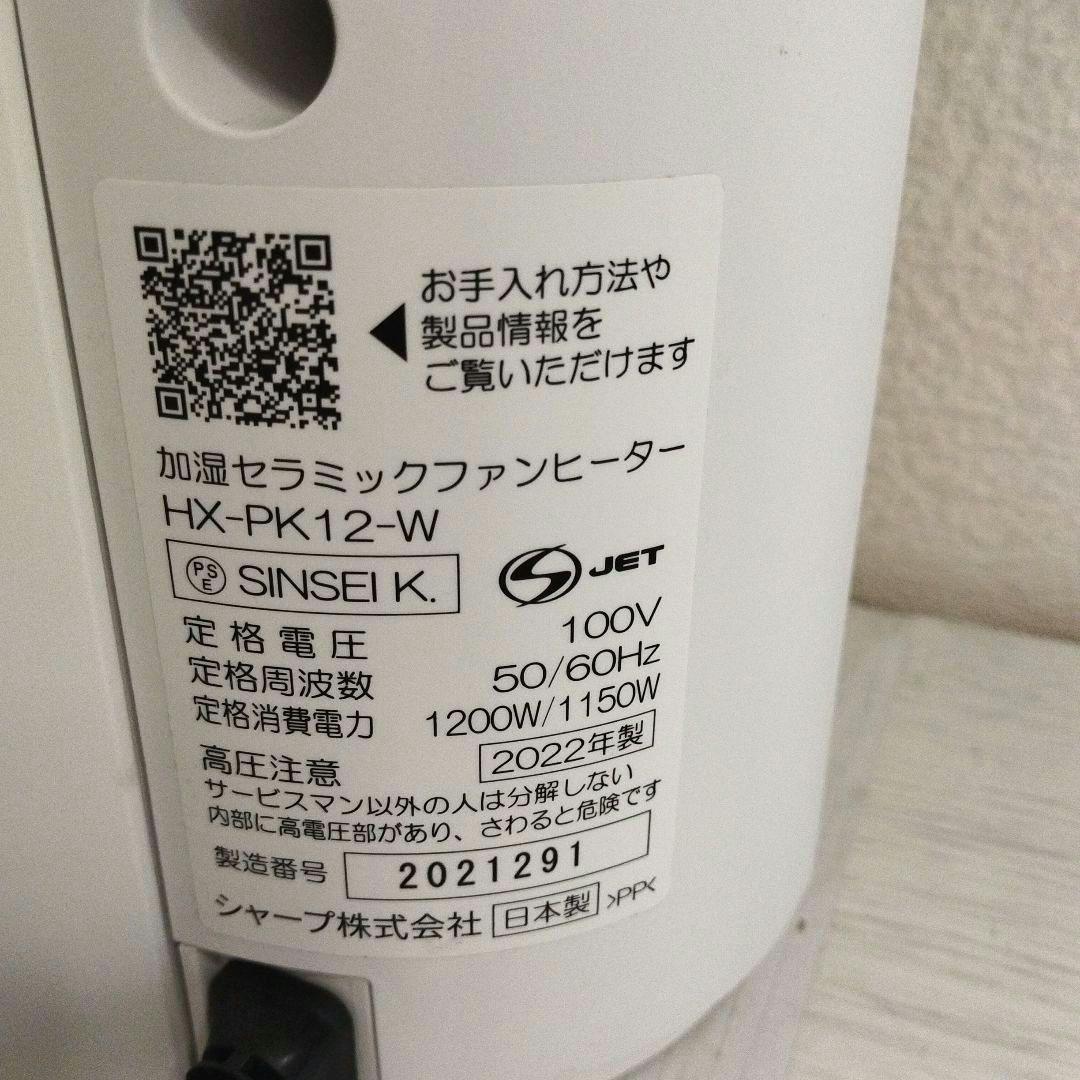 お手入れ方法や
製品情報を
ご覧いただけます
加湿セラミックファンヒーター
HX-PK12-W
PSE SINSEI K.
JET
定格電圧 100V
定格周波数 50/60Hz
定格消費電力 1200W/1150W
2022年製
高圧注意
サービスマン以外の人は分解しない
内部に高電圧部があり、さわると危険です
製造番号 2021291
シャープ株式会社 日本製 >PP<